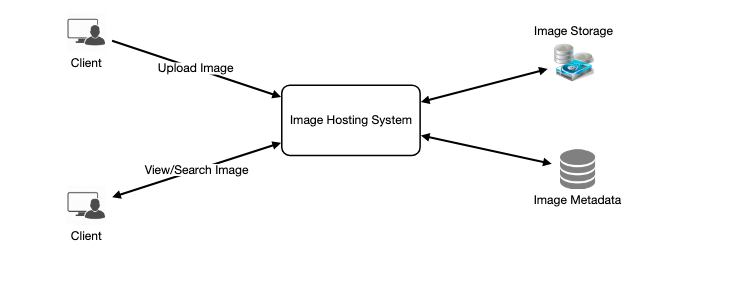 Image Storage
Client
Upload Image
Image Hosting System
View/Search Image
Image Metadata
Client